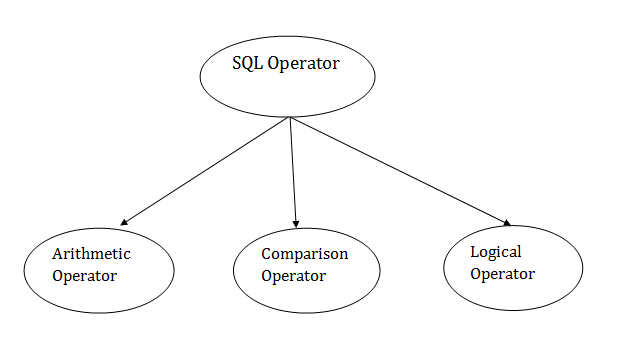 SQL Operator
Arithmetic
Operator
Comparison
Operator
Logical
Operator